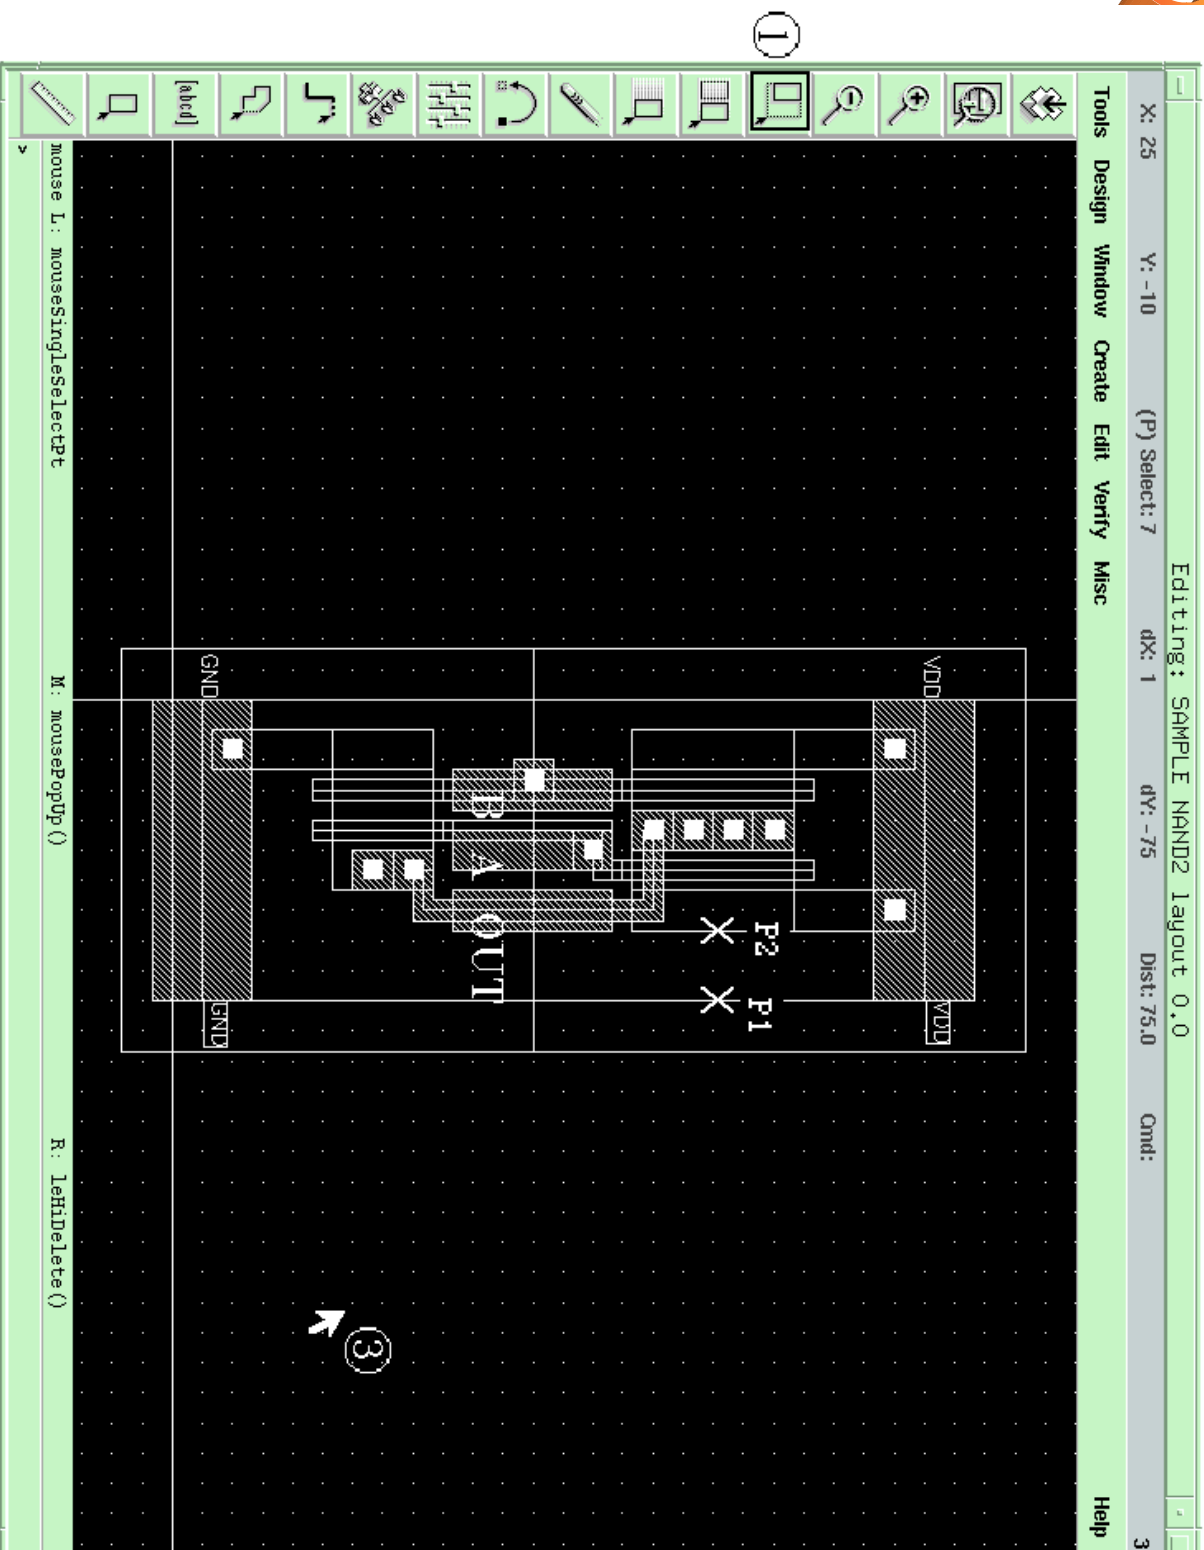 Editing: SAMPLE NAND2 layout 0.0
X: 25 Y: -10 (P) Select: 7 dX: 1 dY: -75 Dist: 75.0 Cmd: 3
Tools Design Window Create Edit Verify Misc Help
①
[abcd]
VDD
VDD
P2
P1
B A OUT
GND
GND
③
mouse L: mouseSingleSelectPt M: mousePopUp() R: leHiDelete()
>